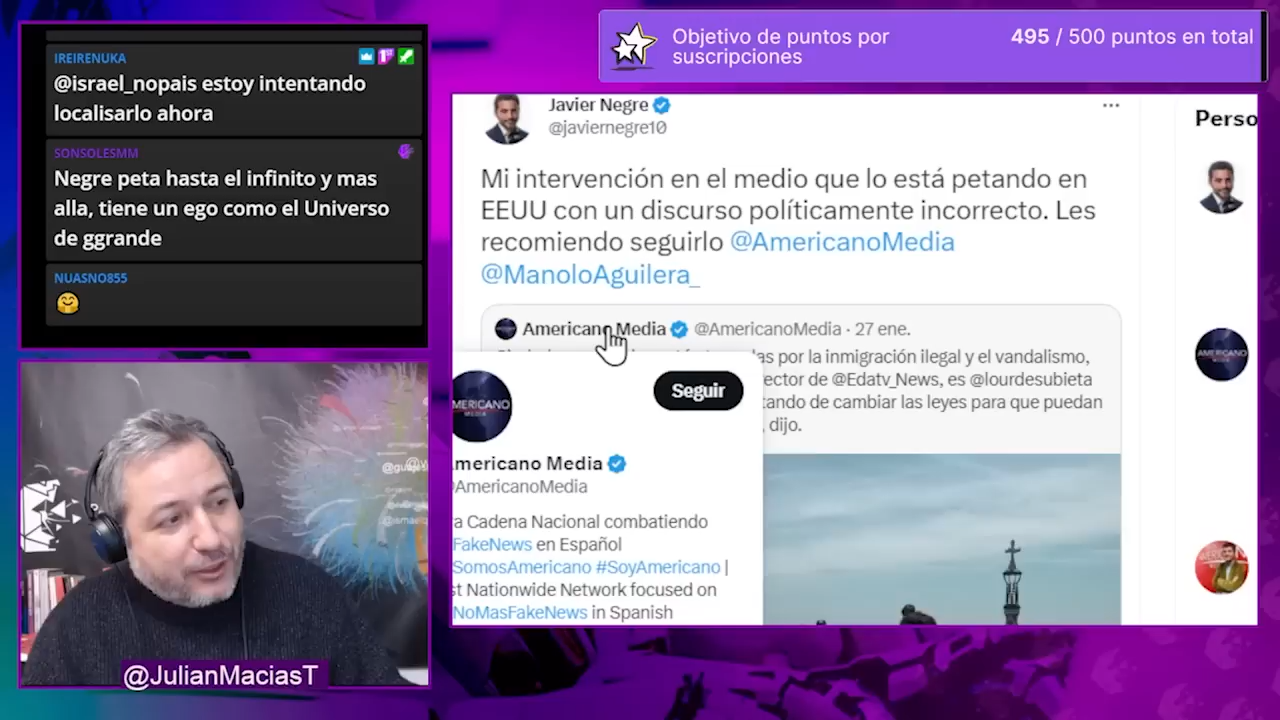 IREIRENUKA
@israel_nopais estoy intentando
localisarlo ahora
SONSOLESMM
Negre peta hasta el infinito y mas
alla, tiene un ego como el Universo
de ggrande
NUASNO855
@JulianMaciasT
Objetivo de puntos por
suscripciones
495 / 500 puntos en total
Javier Negre
@javiernegre10
Mi intervención en el medio que lo está petando en
EEUU con un discurso políticamente incorrecto. Les
recomiendo seguirlo @AmericanoMedia
@ManoloAguilera_
Americano Media @AmericanoMedia · 27 ene.
das por la inmigración ilegal y el vandalismo,
ector de @Edatv_News, es @lourdesubieta
tando de cambiar las leyes para que puedan
, dijo.
MERICANO
MEDIA
Seguir
mericano Media
@AmericanoMedia
a Cadena Nacional combatiendo
FakeNews en Español
SomosAmericano #SoyAmericano |
st Nationwide Network focused on
NoMasFakeNews in Spanish
Perso
AMERICANO